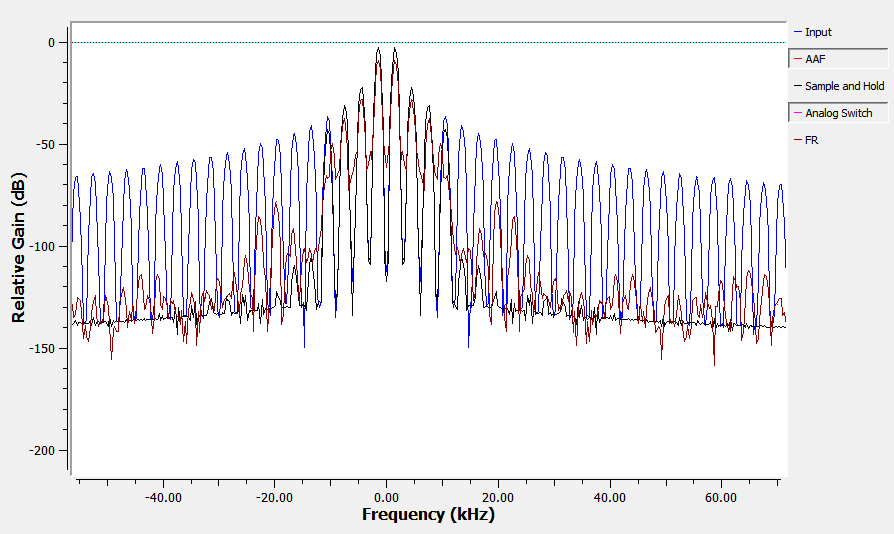 0
-50
-100
-150
-200
Relative Gain (dB)
-40.00 -20.00 0.00 20.00 40.00 60.00
Frequency (kHz)
Input
AAF
Sample and Hold
Analog Switch
FR